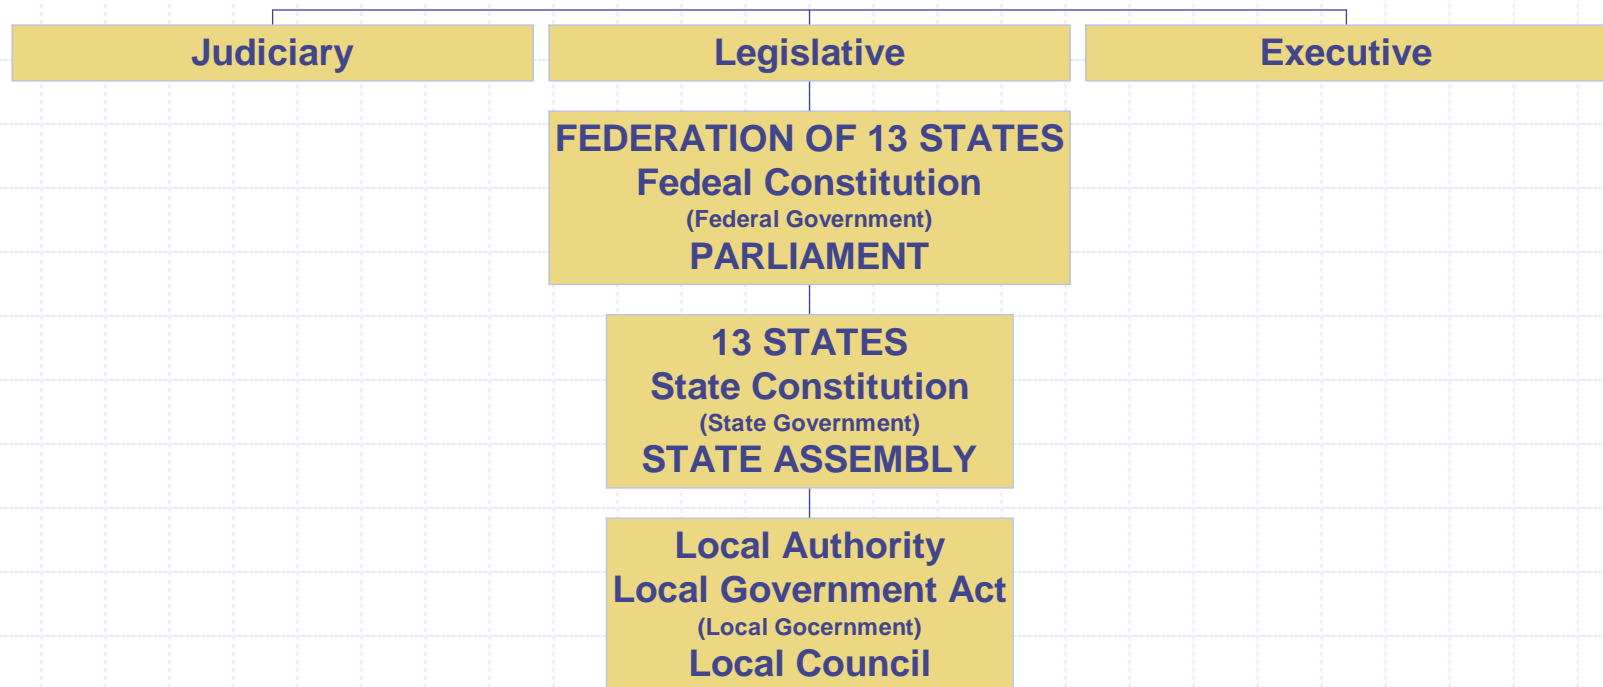 Judiciary
Legislative
Executive
FEDERATION OF 13 STATES
Fedeal Constitution
(Federal Government)
PARLIAMENT
13 STATES
State Constitution
(State Government)
STATE ASSEMBLY
Local Authority
Local Government Act
(Local Gocernment)
Local Council